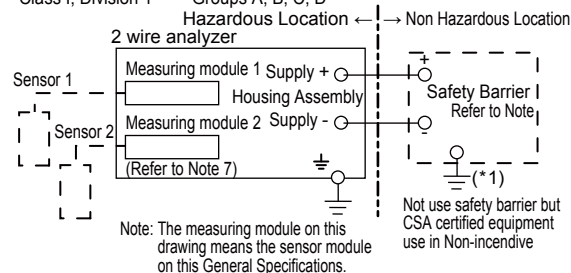 Class I, Division 1 Groups A, B, C, D
Hazardous Location ← → Non Hazardous Location
2 wire analyzer
Sensor 1
Measuring module 1
Supply +
+
Housing Assembly
Safety Barrier
Refer to Note
Sensor 2
Measuring module 2
Supply -
-
(Refer to Note 7)
(*1)
Not use safety barrier but
CSA certified equipment
use in Non-incendive
Note: The measuring module on this
drawing means the sensor module
on this General Specifications.